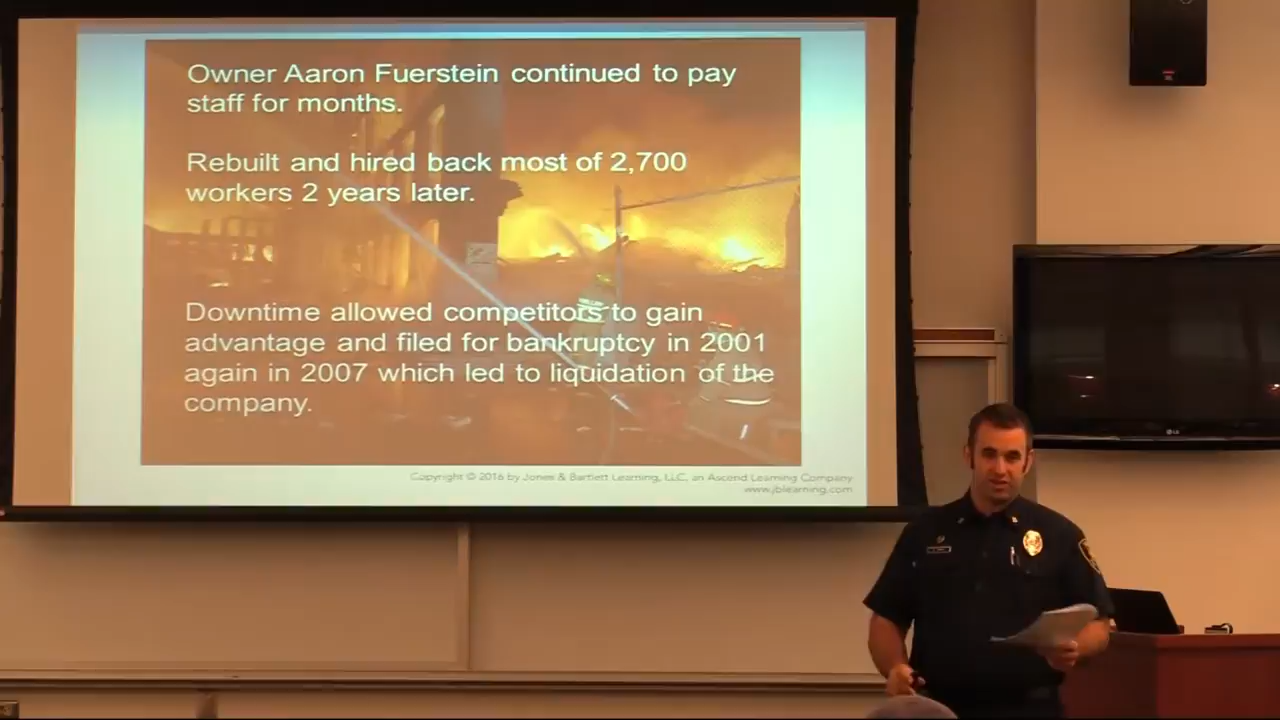 Owner Aaron Fuerstein continued to pay
staff for months.
Rebuilt and hired back most of 2,700
workers 2 years later.
Downtime allowed competitors to gain
advantage and filed for bankruptcy in 2001
again in 2007 which led to liquidation of the
company.
Copyright © 2016 by Jones & Bartlett Learning, LLC, an Ascend Learning Company
www.jblearning.com
LG